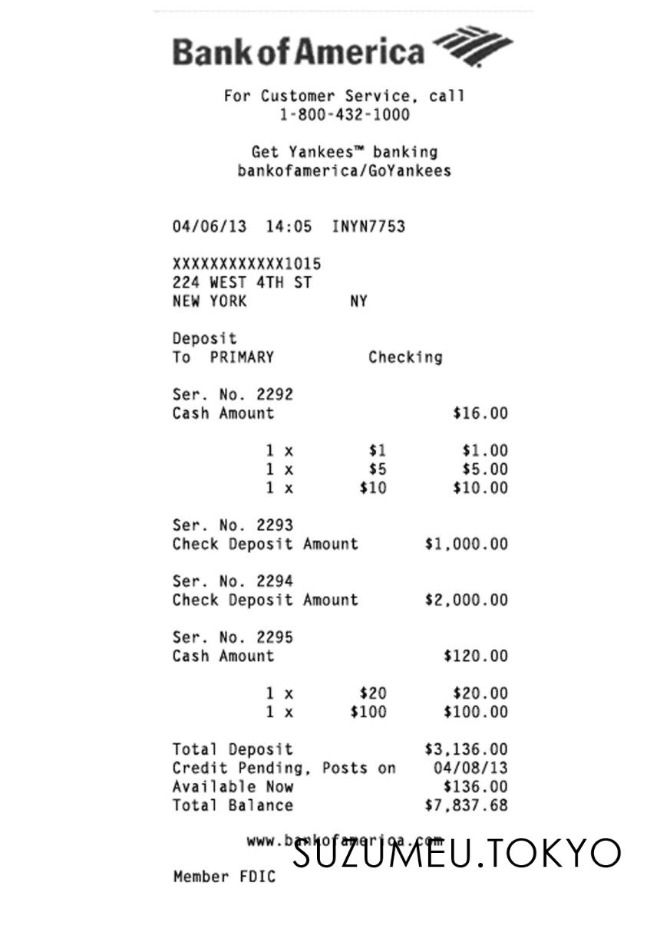 Bank of America
For Customer Service, call
1-800-432-1000
Get Yankees™ banking
bankofamerica/GoYankees
04/06/13 14:05 INYN7753
XXXXXXXXXXXX1015
224 WEST 4TH ST
NEW YORK NY
Deposit
To PRIMARY Checking
Ser. No. 2292
Cash Amount $16.00
1 x $1 $1.00
1 x $5 $5.00
1 x $10 $10.00
Ser. No. 2293
Check Deposit Amount $1,000.00
Ser. No. 2294
Check Deposit Amount $2,000.00
Ser. No. 2295
Cash Amount $120.00
1 x $20 $20.00
1 x $100 $100.00
Total Deposit $3,136.00
Credit Pending, Posts on 04/08/13
Available Now $136.00
Total Balance $7,837.68
www.bankofamerica.com
SUZUMEU.TOKYO
Member FDIC